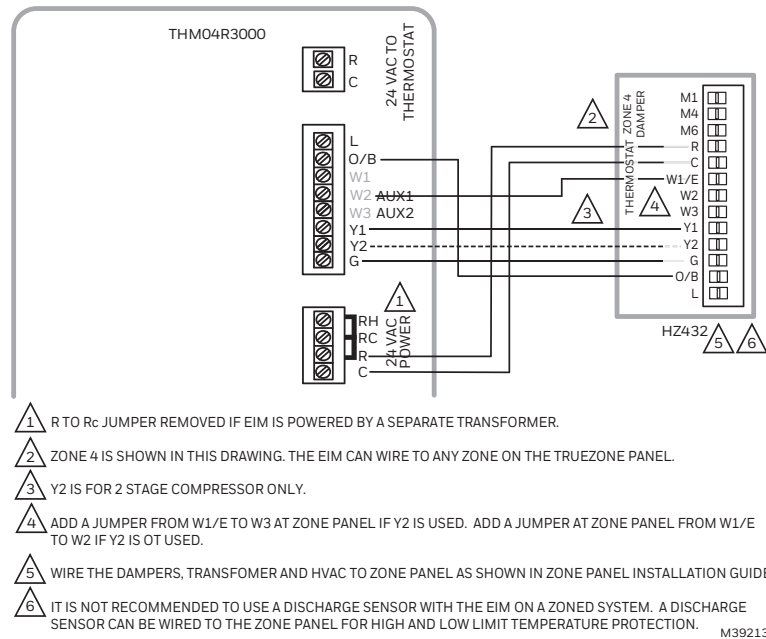 THM04R3000
R
C
24 VAC TO
THERMOSTAT
L
O/B
W1
W2 AUX1
W3 AUX2
Y1
Y2
G
1
RH
RC
R
C
24 VAC
POWER
2
3
4
THERMOSTAT ZONE 4
DAMPER
M1
M4
M6
R
C
W1/E
W2
W3
Y1
Y2
G
O/B
L
HZ432
5
6
1 R TO Rc JUMPER REMOVED IF EIM IS POWERED BY A SEPARATE TRANSFORMER.
2 ZONE 4 IS SHOWN IN THIS DRAWING. THE EIM CAN WIRE TO ANY ZONE ON THE TRUEZONE PANEL.
3 Y2 IS FOR 2 STAGE COMPRESSOR ONLY.
4 ADD A JUMPER FROM W1/E TO W3 AT ZONE PANEL IF Y2 IS USED. ADD A JUMPER AT ZONE PANEL FROM W1/E
TO W2 IF Y2 IS OT USED.
5 WIRE THE DAMPERS, TRANSFOMER AND HVAC TO ZONE PANEL AS SHOWN IN ZONE PANEL INSTALLATION GUIDE
6 IT IS NOT RECOMMENDED TO USE A DISCHARGE SENSOR WITH THE EIM ON A ZONED SYSTEM. A DISCHARGE
SENSOR CAN BE WIRED TO THE ZONE PANEL FOR HIGH AND LOW LIMIT TEMPERATURE PROTECTION.
M39213